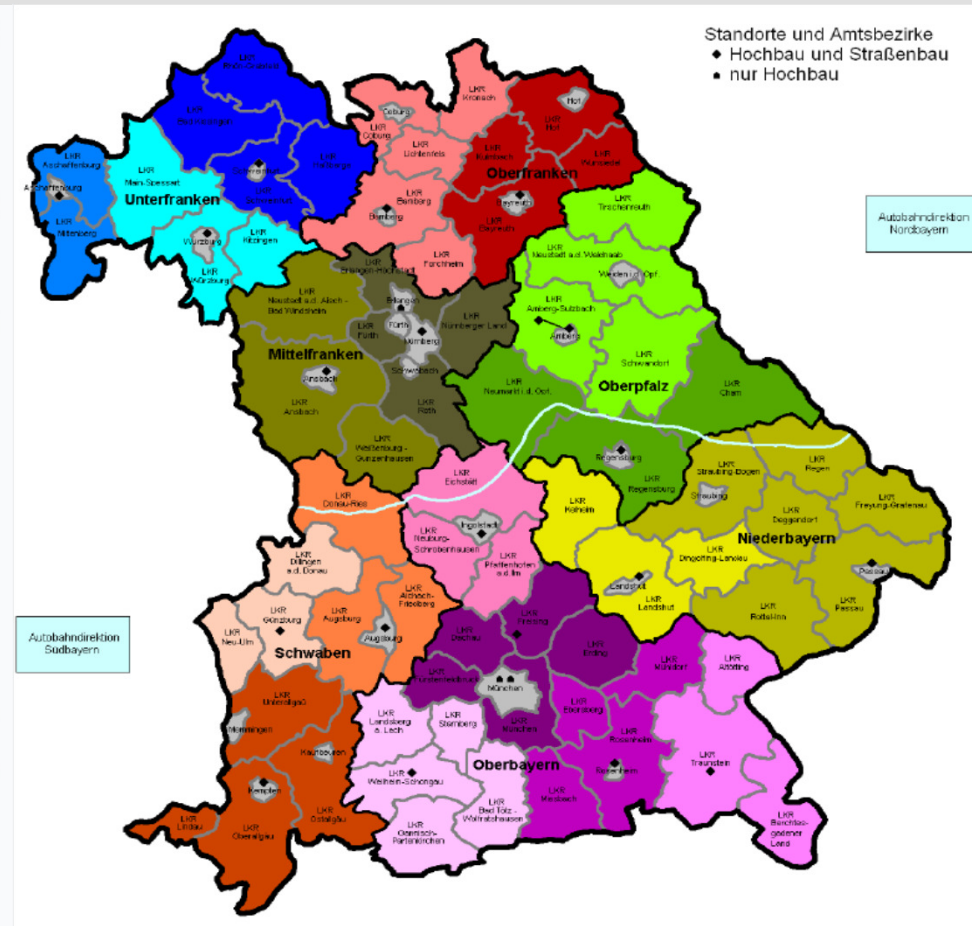 Standorte und Amtsbezirke
Hochbau und Straßenbau
nur Hochbau
Autobahndirektion
Nordbayern
Autobahndirektion
Südbayern
LKR
LKR
Kronach
LKR
Hof
Hof
Coburg
LKR
Coburg
Lichtenfels
LKR
Kulmbach
LKR
Wunsiedel
Oberfranken
LKR
Bamberg
Bamberg
Bayreuth
LKR
Bayreuth
LKR
Forchheim
LKR
Aschaffenburg
Aschaffenburg
LKR
Miltenberg
LKR
Main-Spessart
Unterfranken
LKR
LKR
Schweinfurt
LKR
Würzburg
LKR
Kitzingen
LKR
Würzburg
LKR
Tirschenreuth
LKR
Neustadt a.d. Waldnaab
Weiden i.d. Opf.
LKR
Amberg-Sulzbach
Amberg
LKR
Schwandorf
Oberpfalz
LKR
Neumarkt i.d. Opf.
LKR
Cham
Regensburg
LKR
Regensburg
LKR
Erlangen-Höchstadt
Erlangen
LKR
Neustadt a.d. Aisch -
Bad Windsheim
LKR
Fürth
Fürth
Nürnberg
LKR
Nürnberger Land
Mittelfranken
Schwabach
Ansbach
LKR
Ansbach
LKR
Roth
LKR
Weißenburg -
Gunzenhausen
LKR
Donau-Ries
LKR
Eichstätt
Ingolstadt
LKR
Neuburg-
Schrobenhausen
LKR
Pfaffenhofen
a.d.Ilm
LKR
Kelheim
LKR
Straubing-Bogen
Straubing
LKR
Regen
LKR
Freyung-Grafenau
LKR
Deggendorf
Niederbayern
LKR
Dingolfing-Landau
Landshut
LKR
Landshut
LKR
Rottal-Inn
Passau
LKR
Passau
LKR
Dillingen
a.d. Donau
LKR
Günzburg
LKR
Neu-Ulm
Schwaben
LKR
Augsburg
Augsburg
LKR
Aichach-
Friedberg
LKR
Unterallgäu
Memmingen
Kaufbeuren
Kempten
LKR
Lindau
LKR
Oberallgäu
LKR
Ostallgäu
LKR
Dachau
LKR
Freising
LKR
Erding
LKR
Fürstenfeldbruck
München
LKR
München
LKR
Ebersberg
LKR
Mühldorf
LKR
Altötting
LKR
Landsberg
a. Lech
LKR
Starnberg
Oberbayern
LKR
Weilheim-Schongau
LKR
Garmisch-
Partenkirchen
LKR
Bad Tölz -
Wolfratshausen
LKR
Miesbach
LKR
Rosenheim
Rosenheim
LKR
Traunstein
LKR
Berchtes-
gadener
Land